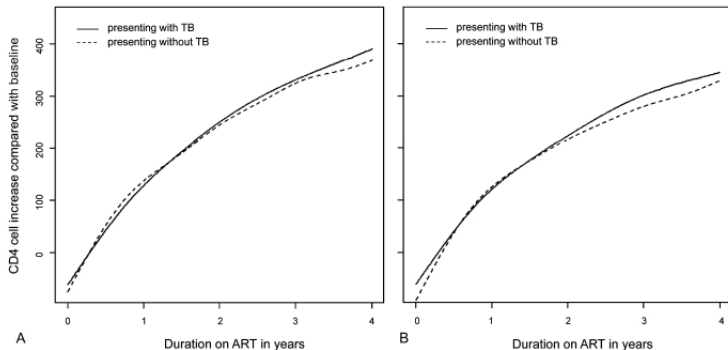 presenting with TB
presenting without TB
presenting with TB
presenting without TB
CD4 cell increase compared with baseline
400
300
200
100
0
0 1 2 3 4
0 1 2 3 4
A Duration on ART in years
B Duration on ART in years